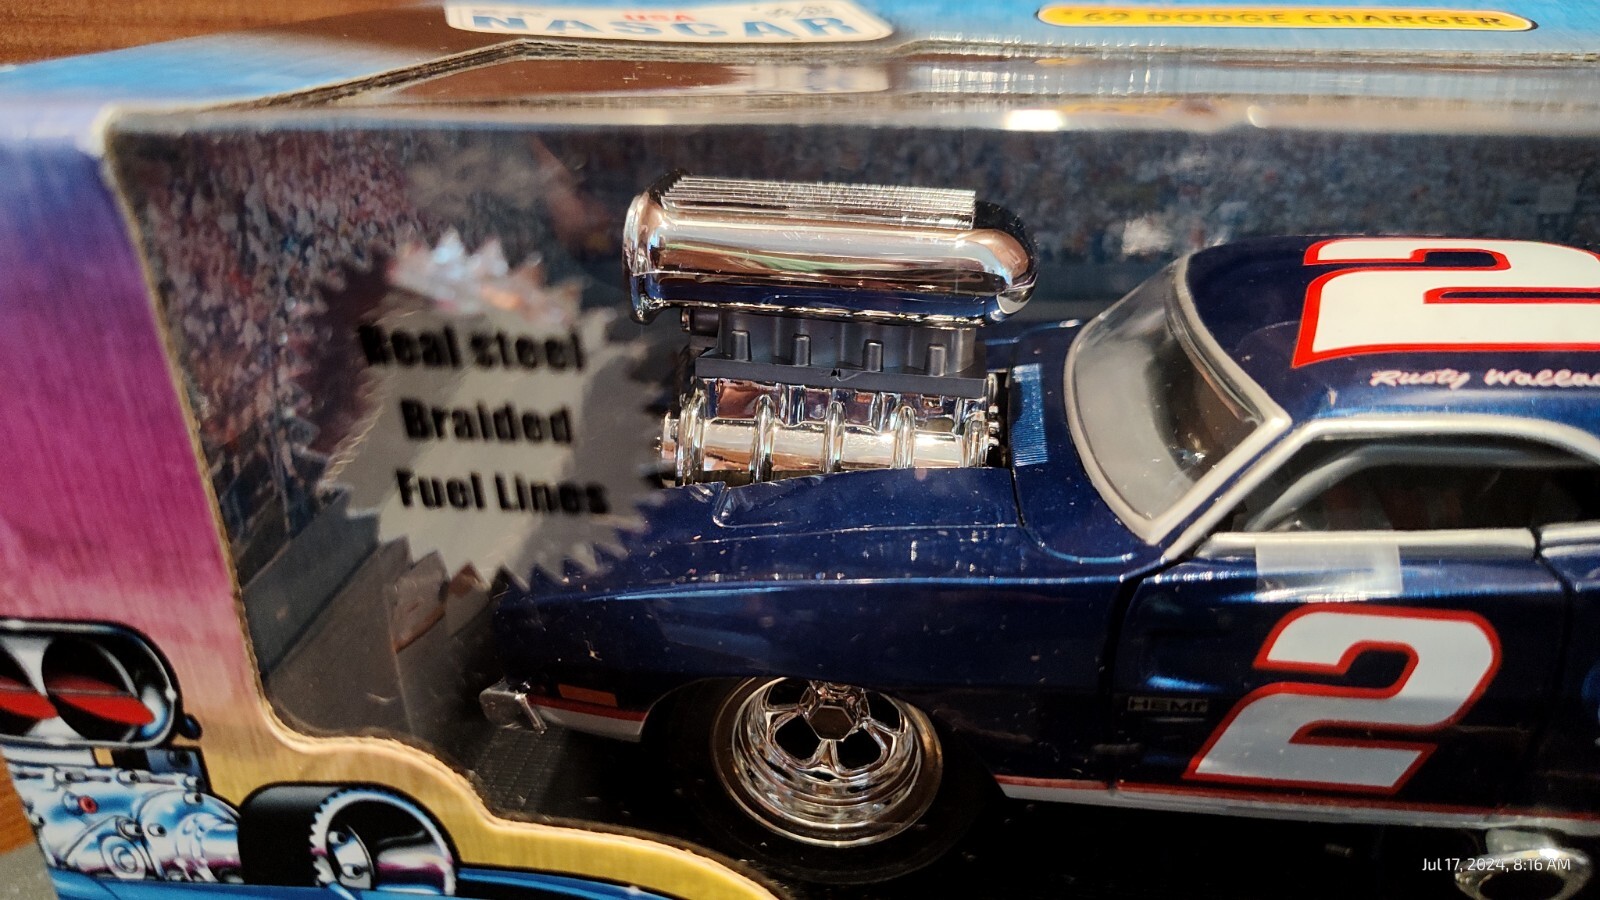 USA
NASCAR
'69 DODGE CHARGER
Real steel
Braided
Fuel Lines
2
Rusty Wallac
HEMI
2
Jul 17, 2024, 8:16 AM